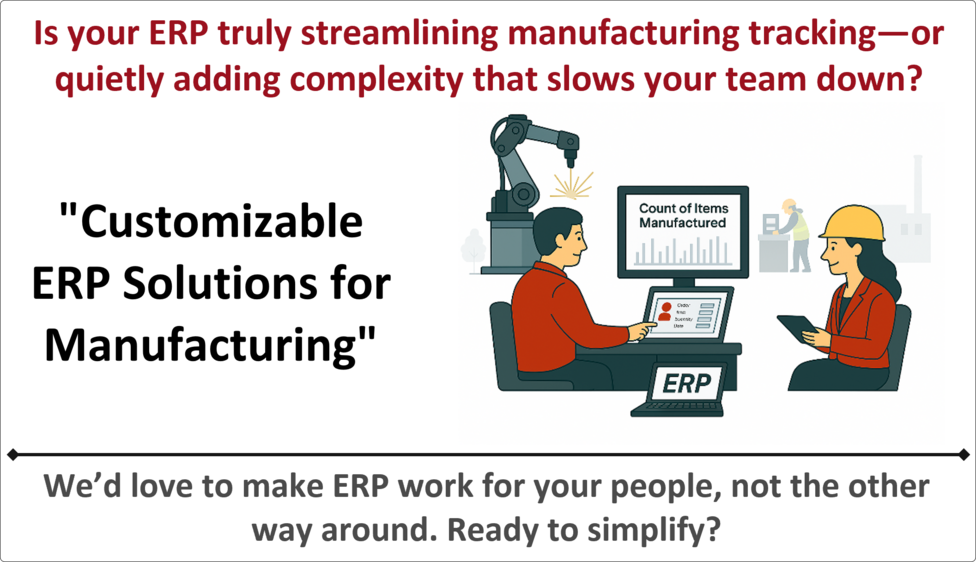 Is your ERP truly streamlining manufacturing tracking—or
quietly adding complexity that slows your team down?
"Customizable
ERP Solutions for
Manufacturing"
Count of Items
Manufactured
Date
ERP
We’d love to make ERP work for your people, not the other
way around. Ready to simplify?